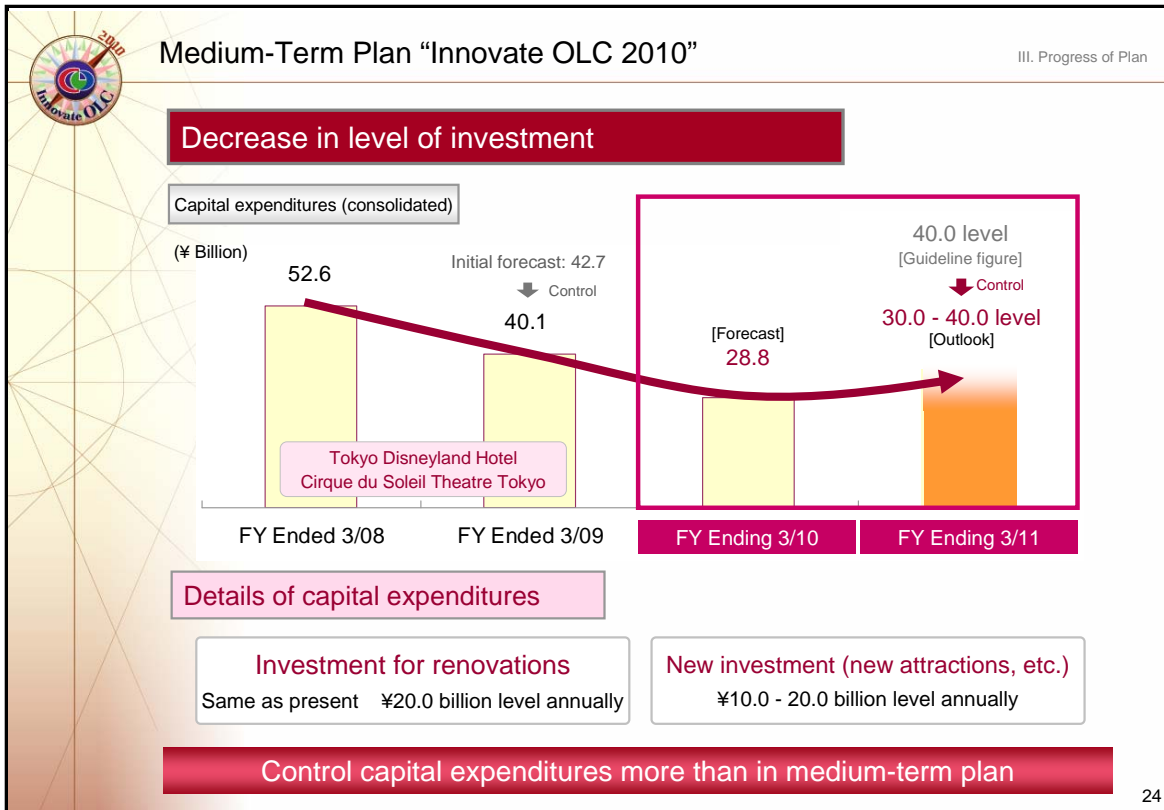 2010
Innovate OLC
Medium-Term Plan “Innovate OLC 2010”
III. Progress of Plan
Decrease in level of investment
Capital expenditures (consolidated)
(¥ Billion)
52.6
Initial forecast: 42.7
Control
40.1
[Forecast]
28.8
40.0 level
[Guideline figure]
Control
30.0 - 40.0 level
[Outlook]
Tokyo Disneyland Hotel
Cirque du Soleil Theatre Tokyo
FY Ended 3/08
FY Ended 3/09
FY Ending 3/10
FY Ending 3/11
Details of capital expenditures
Investment for renovations
Same as present ¥20.0 billion level annually
New investment (new attractions, etc.)
¥10.0 - 20.0 billion level annually
Control capital expenditures more than in medium-term plan
24